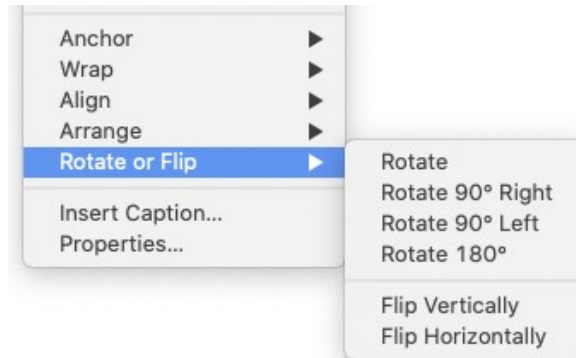 Anchor
Wrap
Align
Arrange
Rotate or Flip
Insert Caption...
Properties...
Rotate
Rotate 90° Right
Rotate 90° Left
Rotate 180°
Flip Vertically
Flip Horizontally